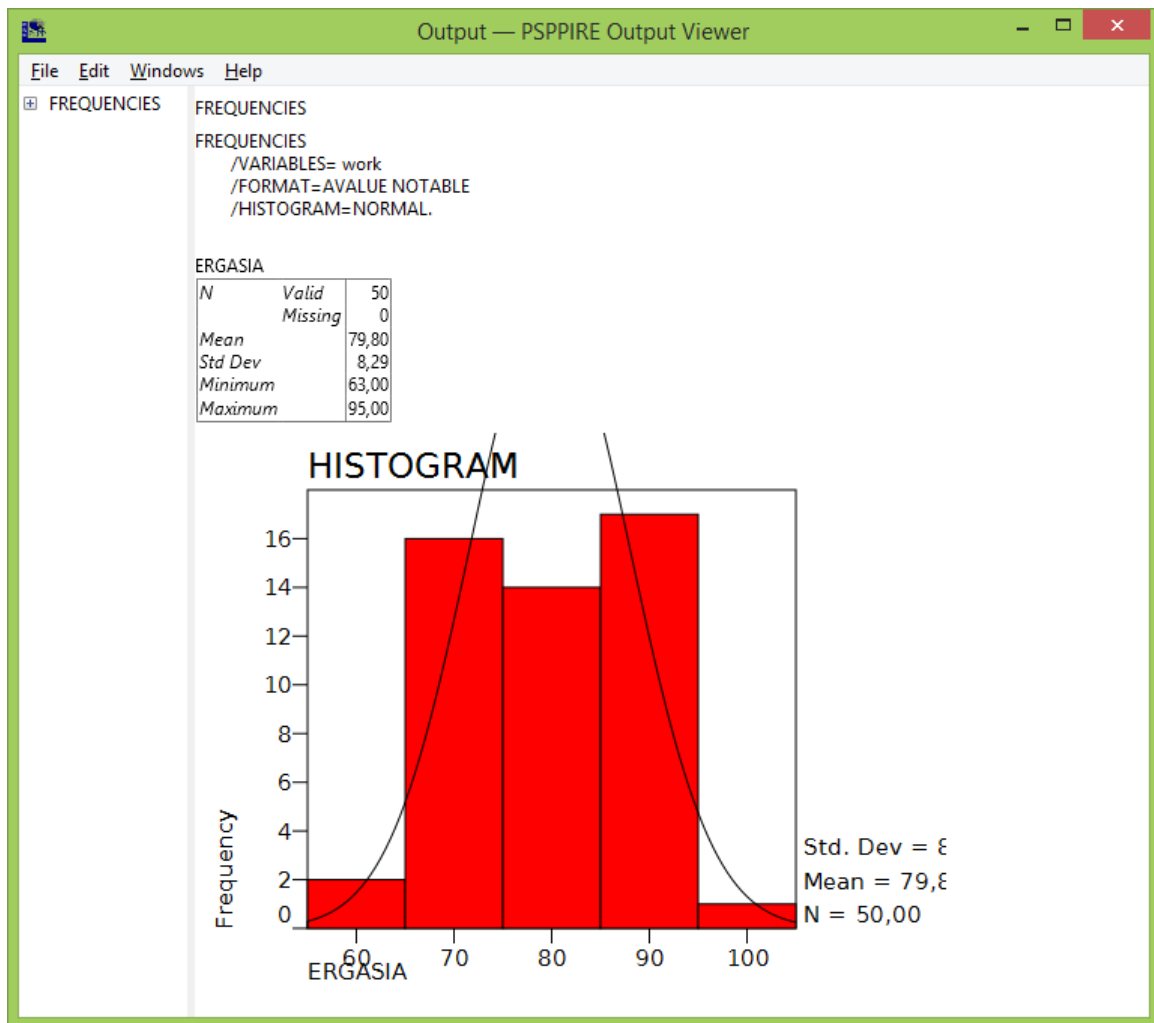 Output — PSPPIRE Output Viewer
File Edit Windows Help
FREQUENCIES
FREQUENCIES
FREQUENCIES
/VARIABLES= work
/FORMAT=AVALUE NOTABLE
/HISTOGRAM=NORMAL.
ERGASIA
N Valid 50
Missing 0
Mean 79,80
Std Dev 8,29
Minimum 63,00
Maximum 95,00
HISTOGRAM
16
14
12
10
8
6
4
2
0
Frequency
Std. Dev = 8
Mean = 79,8
N = 50,00
60 70 80 90 100
ERGASIA